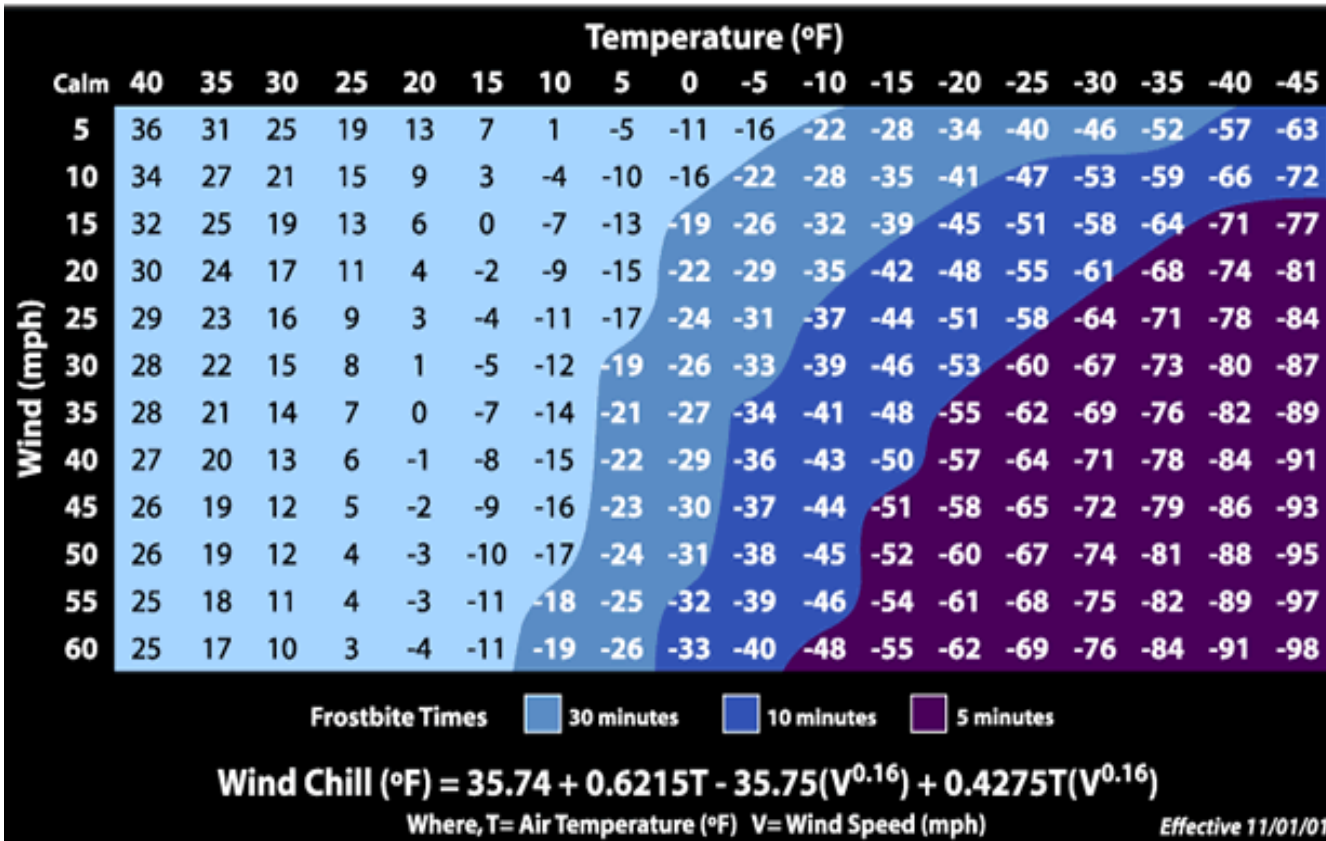 Temperature (ºF)
Calm 40 35 30 25 20 15 10 5 0 -5 -10 -15 -20 -25 -30 -35 -40 -45
5 36 31 25 19 13 7 1 -5 -11 -16 -22 -28 -34 -40 -46 -52 -57 -63
10 34 27 21 15 9 3 -4 -10 -16 -22 -28 -35 -41 -47 -53 -59 -66 -72
15 32 25 19 13 6 0 -7 -13 -19 -26 -32 -39 -45 -51 -58 -64 -71 -77
20 30 24 17 11 4 -2 -9 -15 -22 -29 -35 -42 -48 -55 -61 -68 -74 -81
25 29 23 16 9 3 -4 -11 -17 -24 -31 -37 -44 -51 -58 -64 -71 -78 -84
30 28 22 15 8 1 -5 -12 -19 -26 -33 -39 -46 -53 -60 -67 -73 -80 -87
35 28 21 14 7 0 -7 -14 -21 -27 -34 -41 -48 -55 -62 -69 -76 -82 -89
40 27 20 13 6 -1 -8 -15 -22 -29 -36 -43 -50 -57 -64 -71 -78 -84 -91
45 26 19 12 5 -2 -9 -16 -23 -30 -37 -44 -51 -58 -65 -72 -79 -86 -93
50 26 19 12 4 -3 -10 -17 -24 -31 -38 -45 -52 -60 -67 -74 -81 -88 -95
55 25 18 11 4 -3 -11 -18 -25 -32 -39 -46 -54 -61 -68 -75 -82 -89 -97
60 25 17 10 3 -4 -11 -19 -26 -33 -40 -48 -55 -62 -69 -76 -84 -91 -98
Wind (mph)
Frostbite Times 30 minutes 10 minutes 5 minutes
Wind Chill (ºF) = 35.74 + 0.6215T - 35.75(V^0.16) + 0.4275T(V^0.16)
Where, T= Air Temperature (ºF) V= Wind Speed (mph) Effective 11/01/01